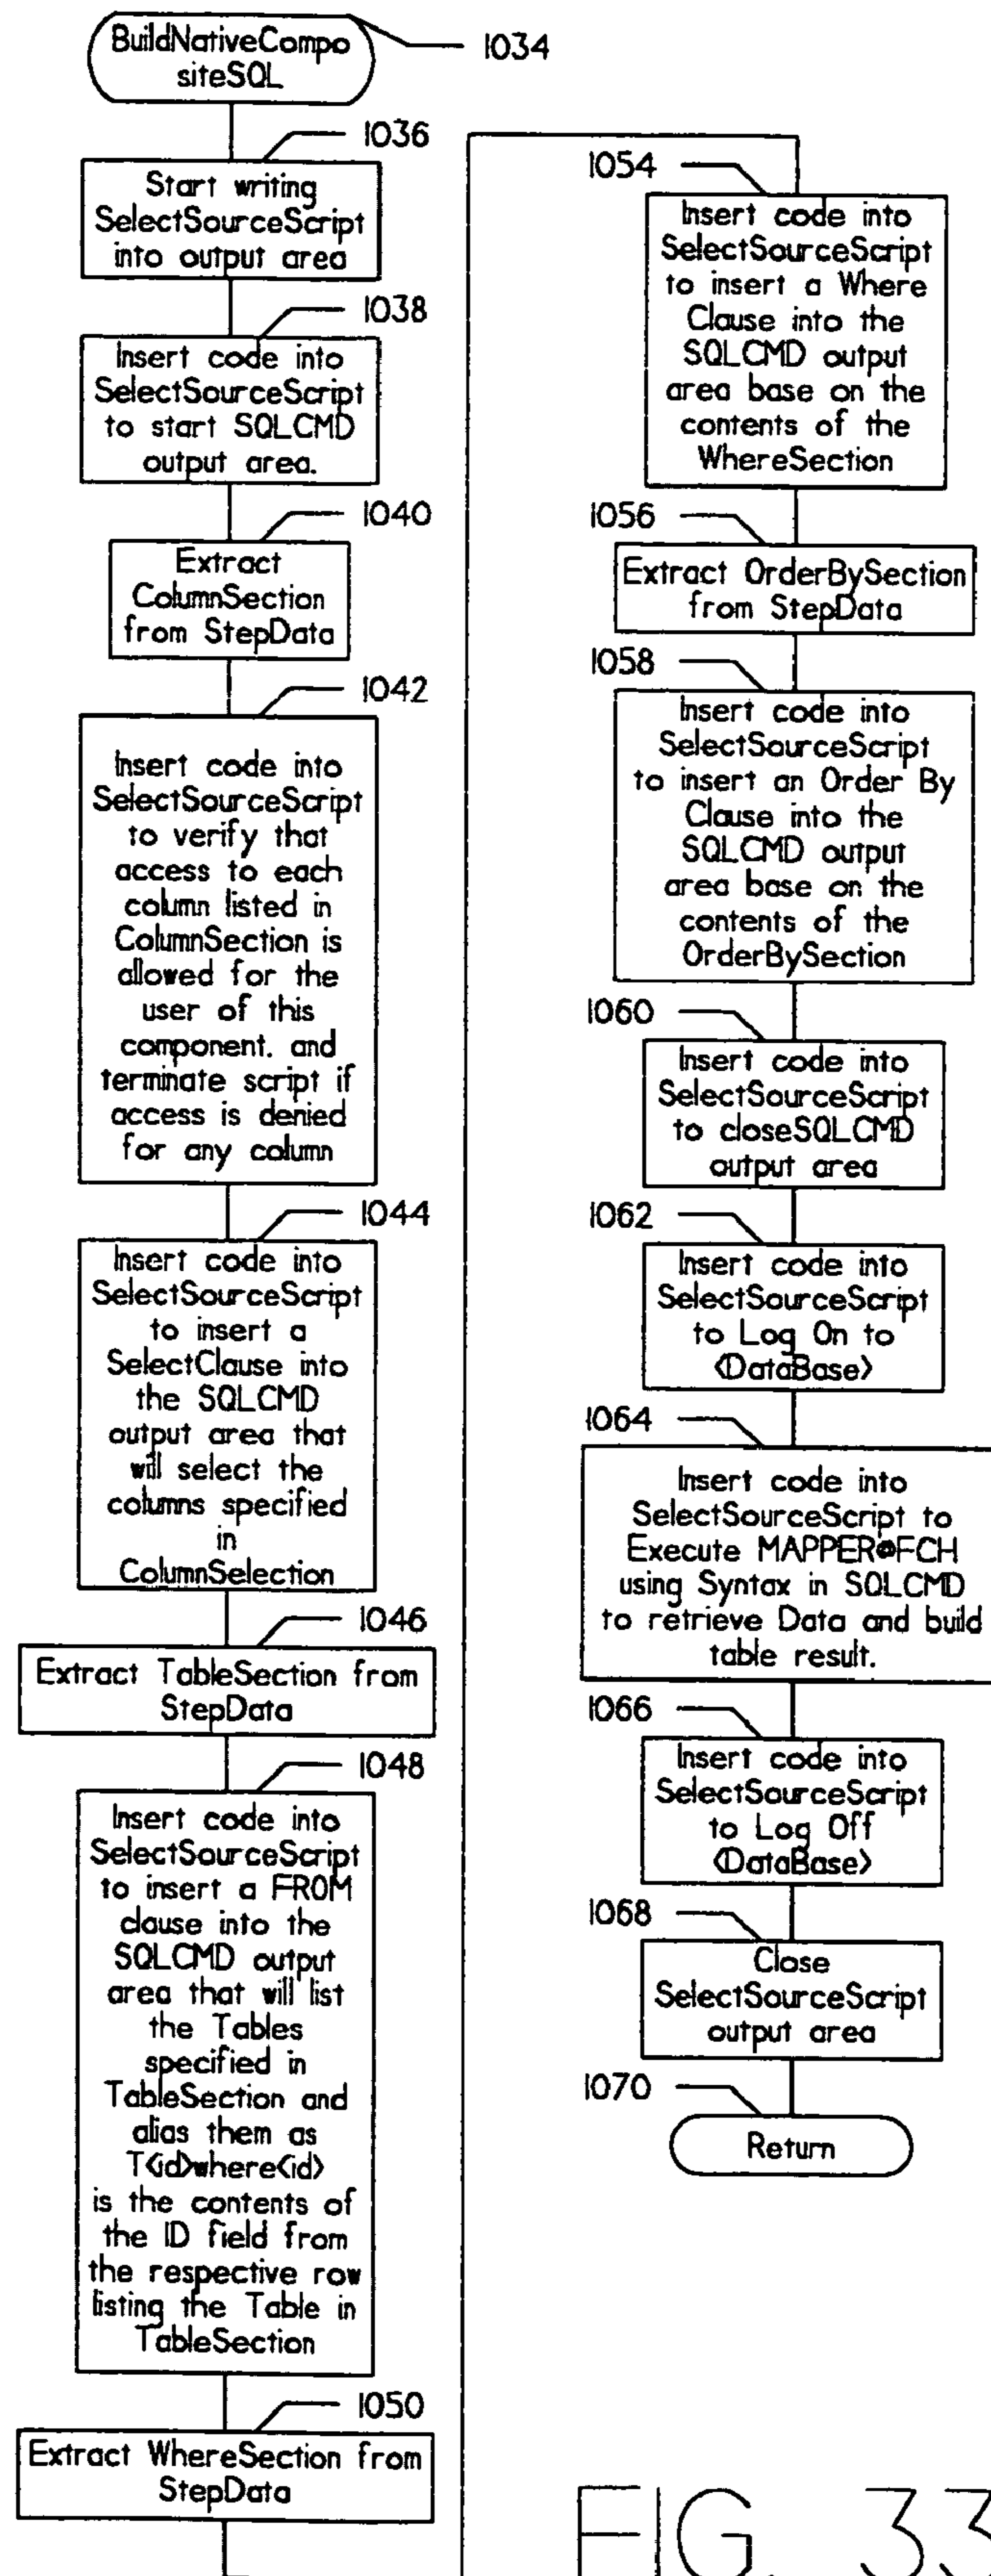 BuildNativeCompo
siteSQL
1034
1036
Start writing
SelectSourceScript
into output area
1038
Insert code into
SelectSourceScript
to start SQLCMD
output area.
1040
Extract
ColumnSection
from StepData
1042
Insert code into
SelectSourceScript
to verify that
access to each
column listed in
ColumnSection is
allowed for the
user of this
component. and
terminate script if
access is denied
for any column
1044
Insert code into
SelectSourceScript
to insert a
SelectClause into
the SQLCMD
output area that
will select the
columns specified
in
ColumnSelection
1046
Extract TableSection from
StepData
1048
Insert code into
SelectSourceScript
to insert a FROM
clause into the
SQLCMD output
area that will list
the Tables
specified in
TableSection and
alias them as
T<id>where<id>
is the contents of
the ID field from
the respective row
listing the Table in
TableSection
1050
Extract WhereSection from
StepData
1054
Insert code into
SelectSourceScript
to insert a Where
Clause into the
SQLCMD output
area base on the
contents of the
WhereSection
1056
Extract OrderBySection
from StepData
1058
Insert code into
SelectSourceScript
to insert an Order By
Clause into the
SQLCMD output
area base on the
contents of the
OrderBySection
1060
Insert code into
SelectSourceScript
to closeSQLCMD
output area
1062
Insert code into
SelectSourceScript
to Log On to
<DataBase>
1064
Insert code into
SelectSourceScript to
Execute MAPPER@FCH
using Syntax in SQLCMD
to retrieve Data and build
table result.
1066
Insert code into
SelectSourceScript
to Log Off
<DataBase>
1068
Close
SelectSourceScript
output area
1070
Return
FIG. 33